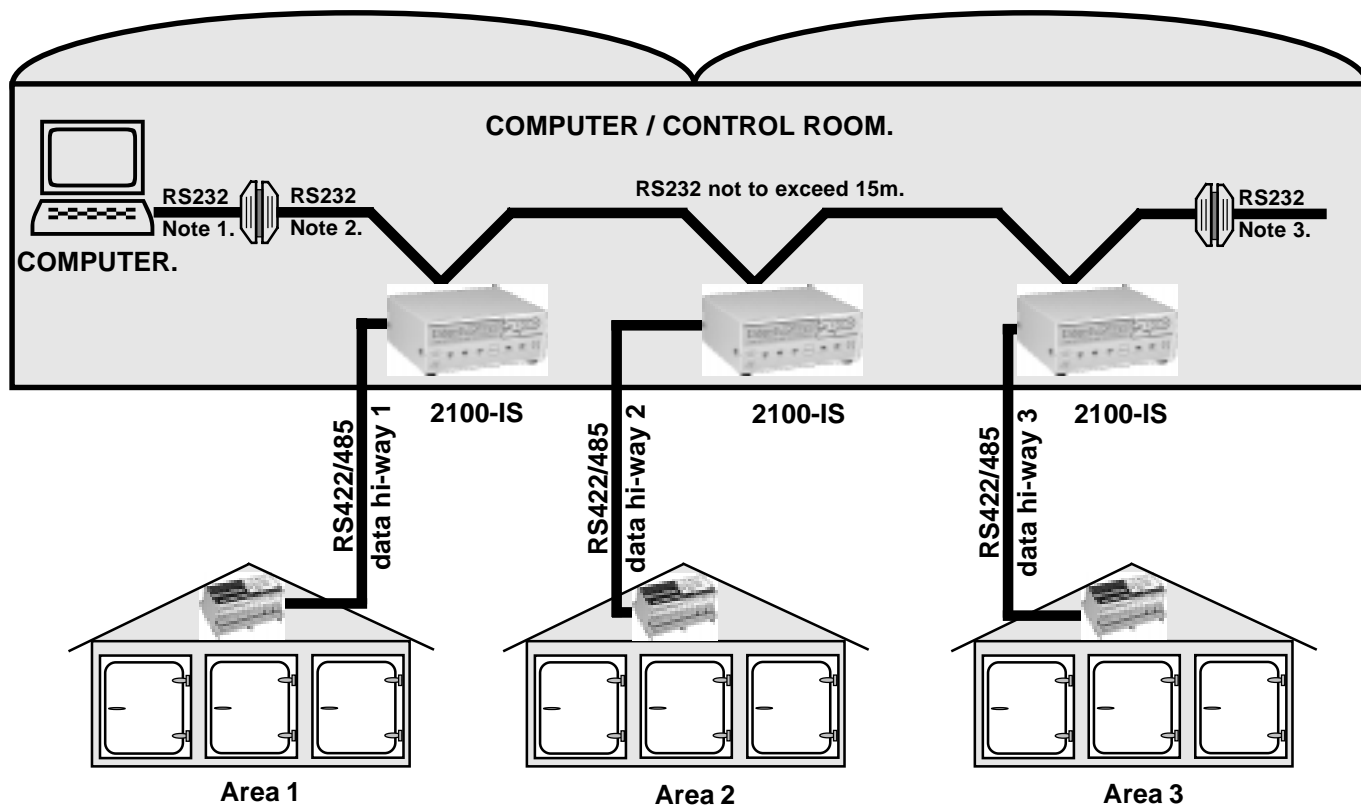 COMPUTER / CONTROL ROOM.
RS232
Note 1.
RS232
Note 2.
RS232 not to exceed 15m.
RS232
Note 3.
COMPUTER.
2100-IS
2100-IS
2100-IS
RS422/485
data hi-way 1
RS422/485
data hi-way 2
RS422/485
data hi-way 3
Area 1
Area 2
Area 3